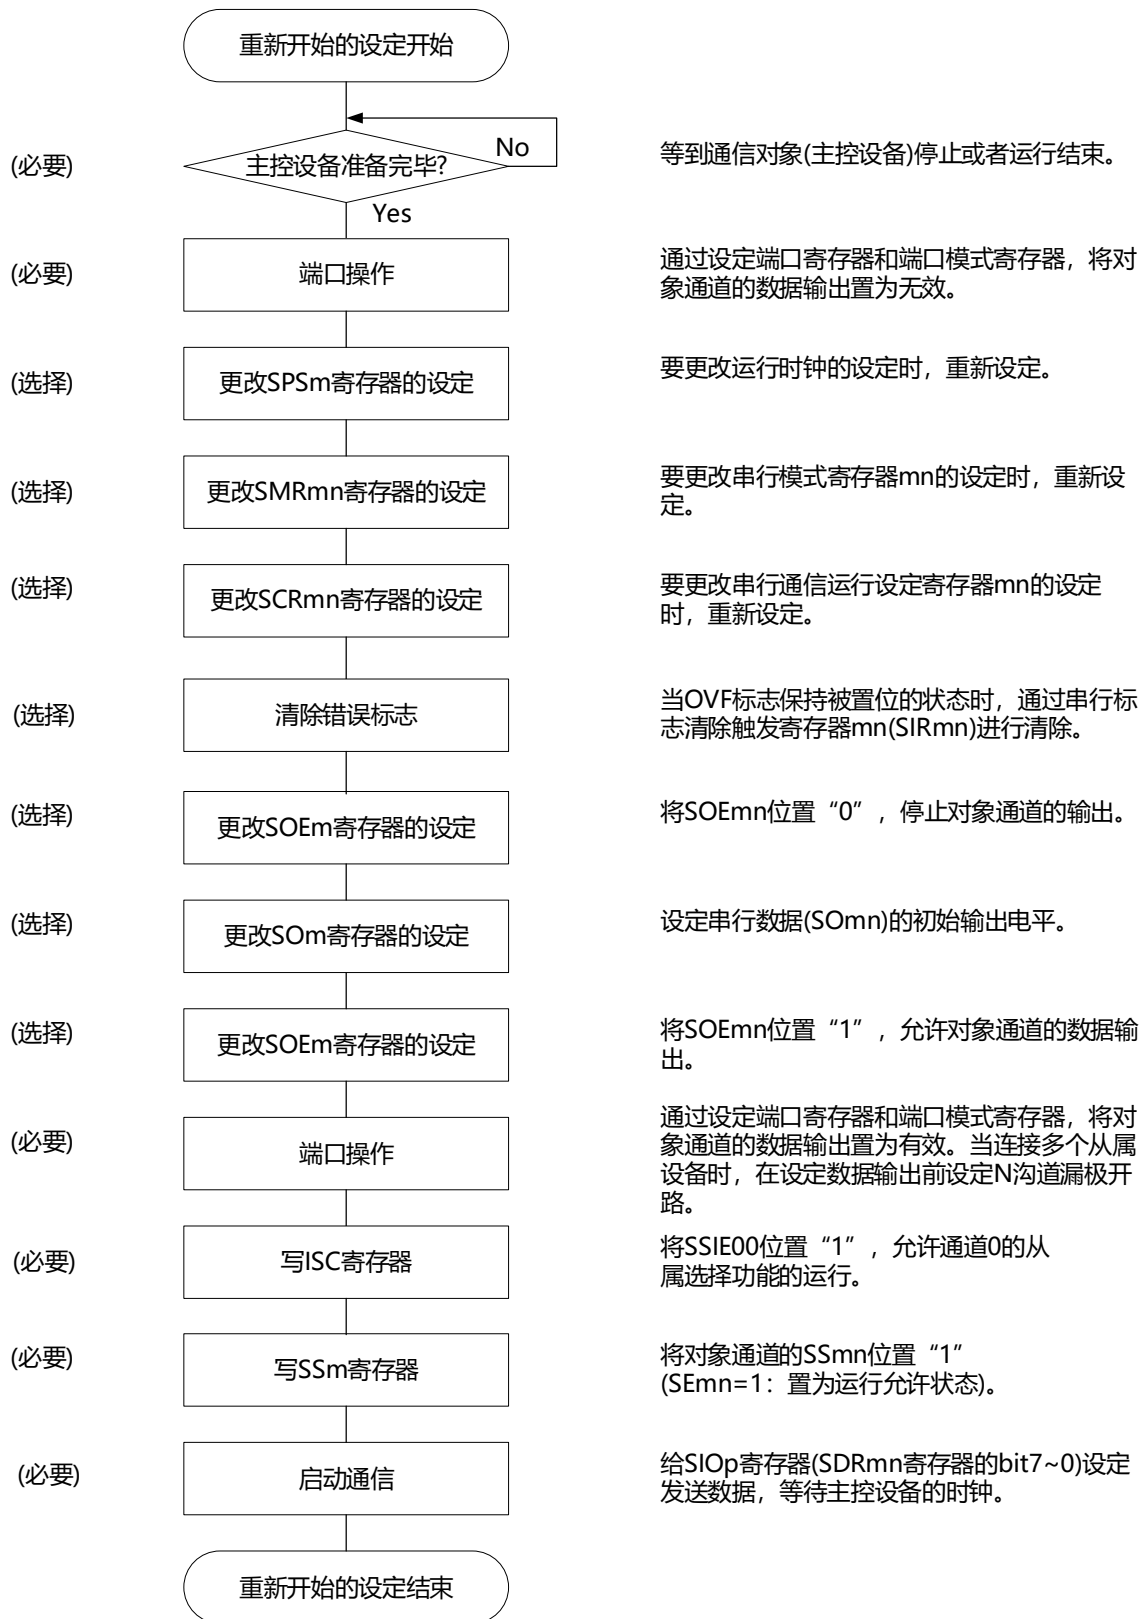 重新开始的设定开始
(必要)
主控设备准备完毕?
No
等到通信对象(主控设备)停止或者运行结束。
Yes
(必要)
端口操作
通过设定端口寄存器和端口模式寄存器，将对
象通道的数据输出置为无效。
(选择)
更改SPSm寄存器的设定
要更改运行时钟的设定时，重新设定。
(选择)
更改SMRmn寄存器的设定
要更改串行模式寄存器mn的设定时，重新设
定。
(选择)
更改SCRmn寄存器的设定
要更改串行通信运行设定寄存器mn的设定
时，重新设定。
(选择)
清除错误标志
当OVF标志保持被置位的状态时，通过串行标
志清除触发寄存器mn(SIRmn)进行清除。
(选择)
更改SOEm寄存器的设定
将SOEmn位置“0”，停止对象通道的输出。
(选择)
更改SOm寄存器的设定
设定串行数据(SOmn)的初始输出电平。
(选择)
更改SOEm寄存器的设定
将SOEmn位置“1”，允许对象通道的数据输
出。
(必要)
端口操作
通过设定端口寄存器和端口模式寄存器，将对
象通道的数据输出置为有效。当连接多个从属
设备时，在设定数据输出前设定N沟道漏极开
路。
(必要)
写ISC寄存器
将SSIE00位置“1”，允许通道0的从
属选择功能的运行。
(必要)
写SSm寄存器
将对象通道的SSmn位置“1”
(SEmn=1：置为运行允许状态)。
(必要)
启动通信
给SIOp寄存器(SDRmn寄存器的bit7~0)设定
发送数据，等待主控设备的时钟。
重新开始的设定结束